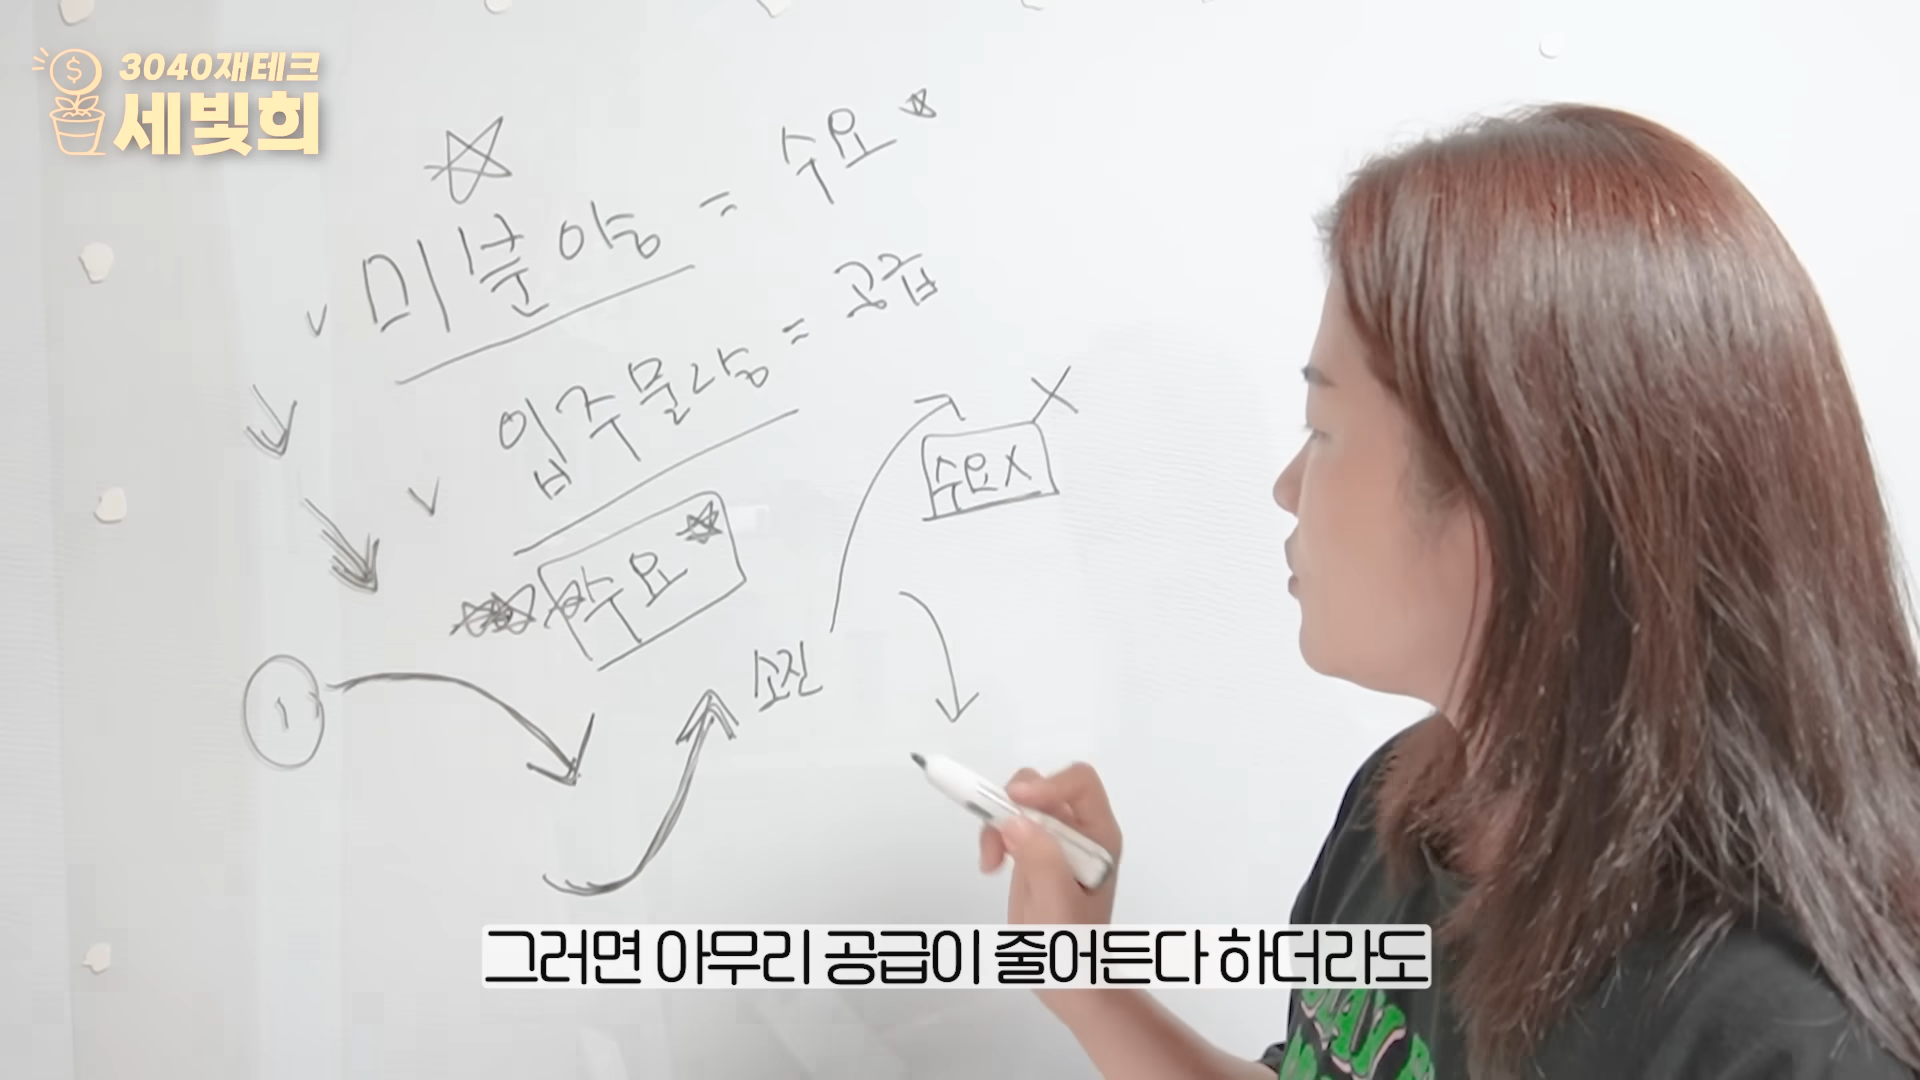 3040재테크
세빛희
미분양 = 수요
입주물량 = 공급
수요X
수요
소진
1
그러면 아무리 공급이 줄어든다 하더라도